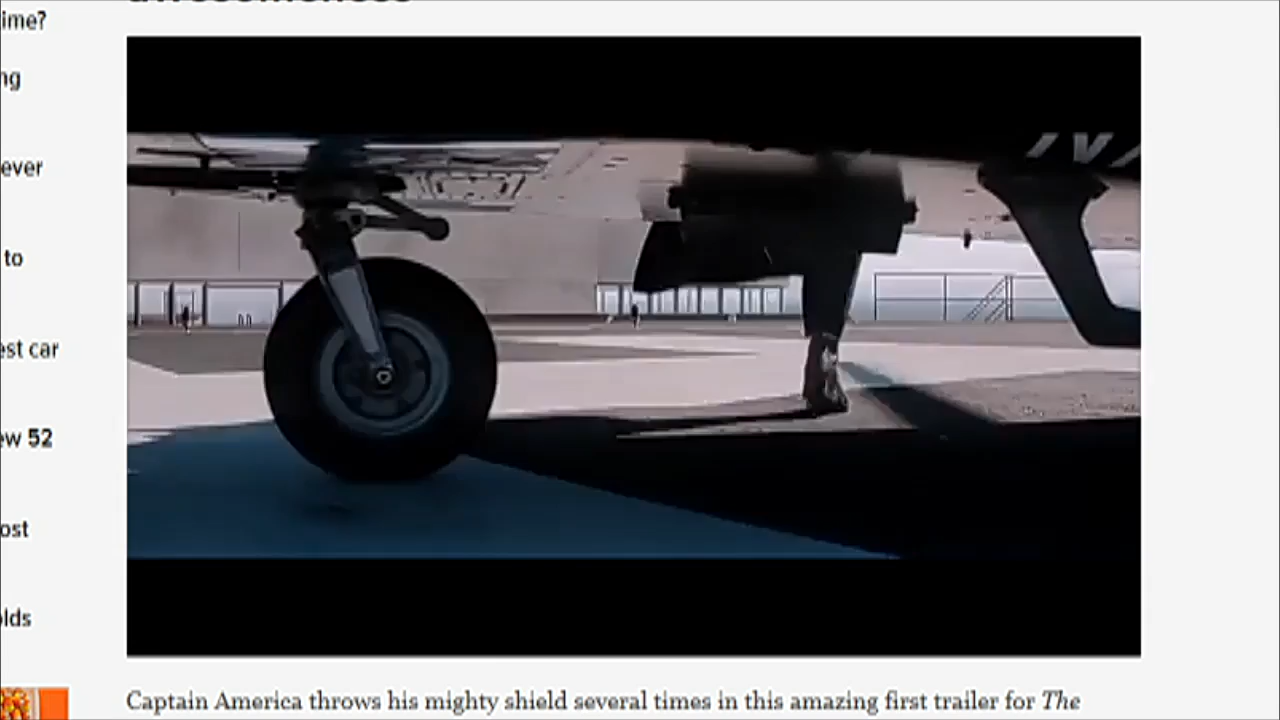 awesomeness
ime?
ng
ever
to
est car
ew 52
ost
olds
Captain America throws his mighty shield several times in this amazing first trailer for The